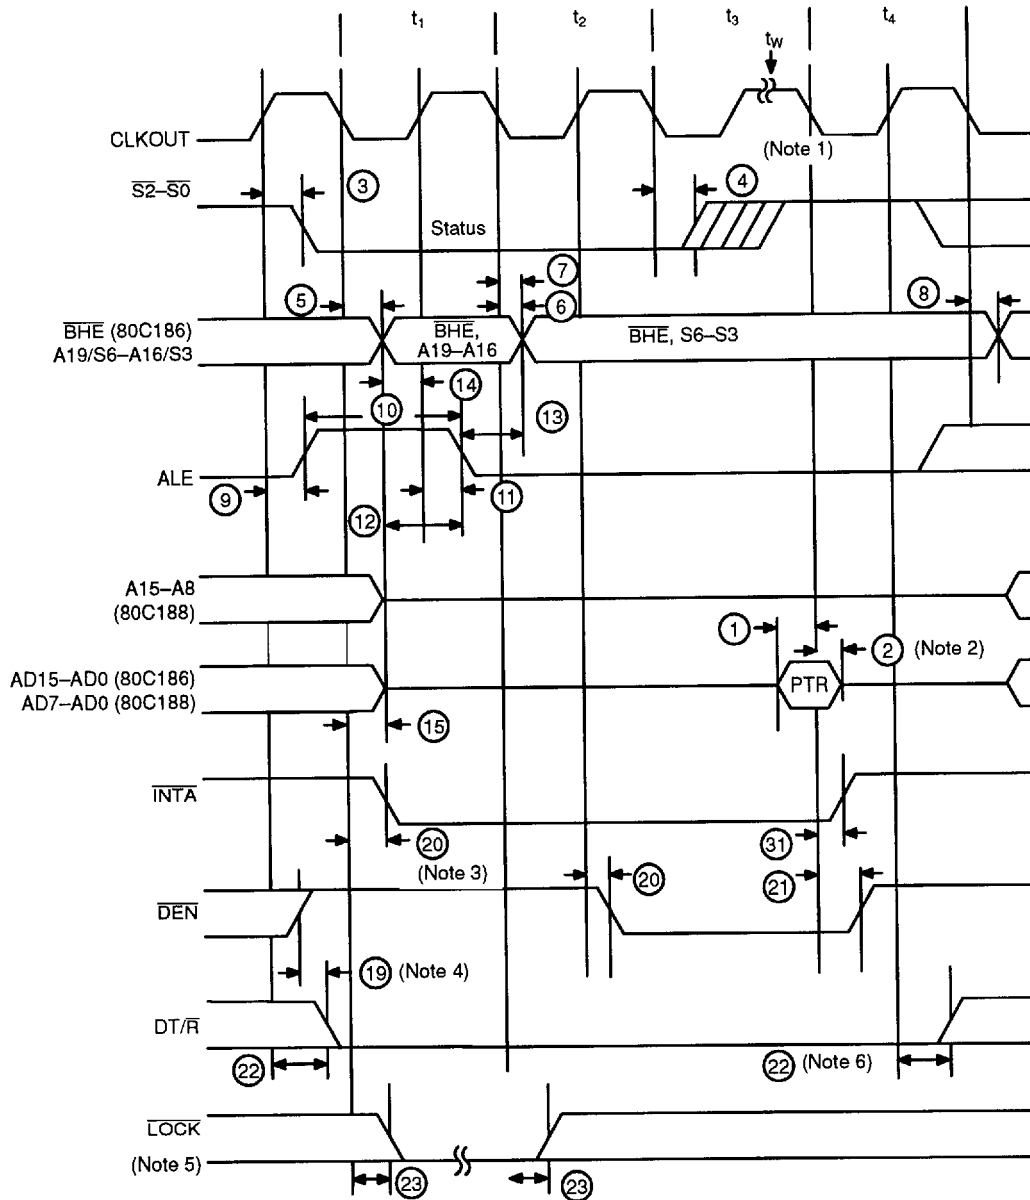 t1 t2 t3 t4
tW
CLKOUT
(Note 1)
S2–S0
3
4
Status
7
5
6
8
BHE (80C186)
A19/S6–A16/S3
BHE,
A19–A16
BHE, S6–S3
14
10
13
ALE
9
11
12
A15–A8
(80C188)
1
2 (Note 2)
AD15–AD0 (80C186)
AD7–AD0 (80C188)
PTR
15
INTA
20
31
(Note 3)
20
21
DEN
19 (Note 4)
DT/R
22
22 (Note 6)
LOCK
(Note 5)
23
23